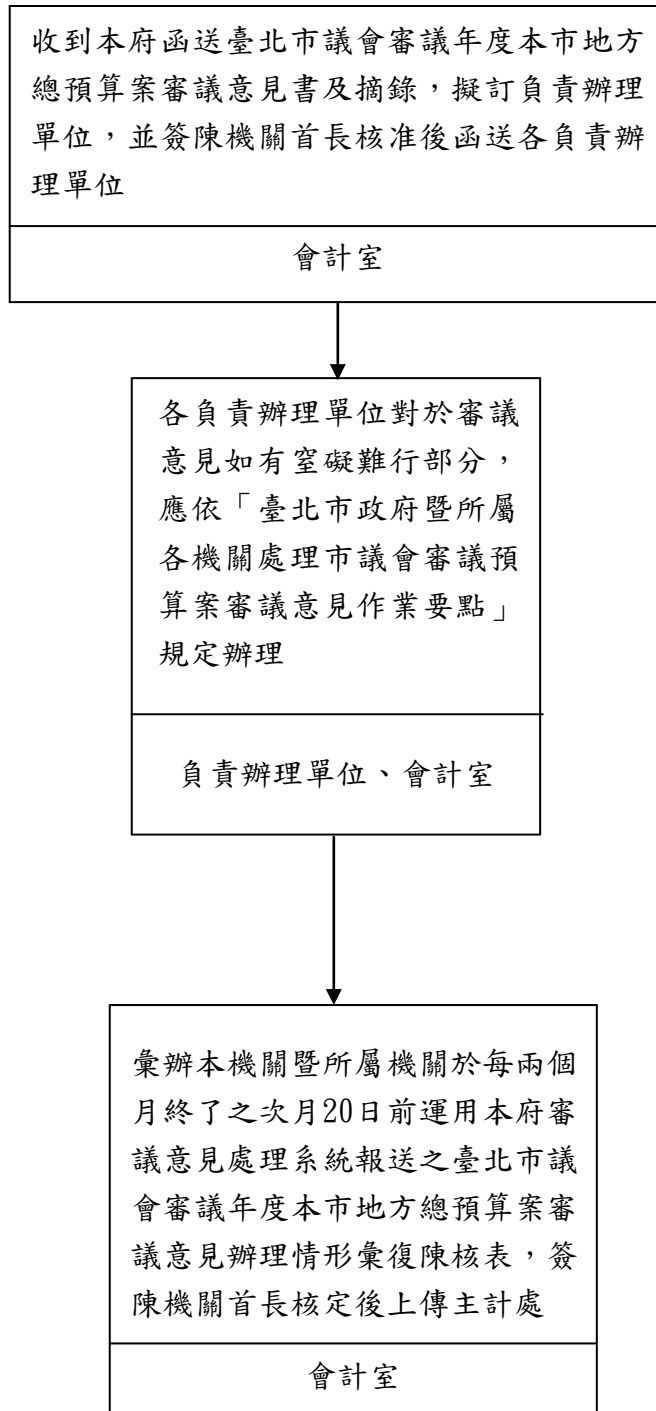 收到本府函送臺北市議會審議年度本市地方
總預算案審議意見書及摘錄，擬訂負責辦理
單位，並簽陳機關首長核准後函送各負責辦
理單位
會計室
各負責辦理單位對於審議
意見如有窒礙難行部分，
應依「臺北市政府暨所屬
各機關處理市議會審議預
算案審議意見作業要點」
規定辦理
負責辦理單位、會計室
彙辦本機關暨所屬機關於每兩個
月終了之次月20日前運用本府審
議意見處理系統報送之臺北市議
會審議年度本市地方總預算案審
議意見辦理情形彙復陳核表，簽
陳機關首長核定後上傳主計處
會計室